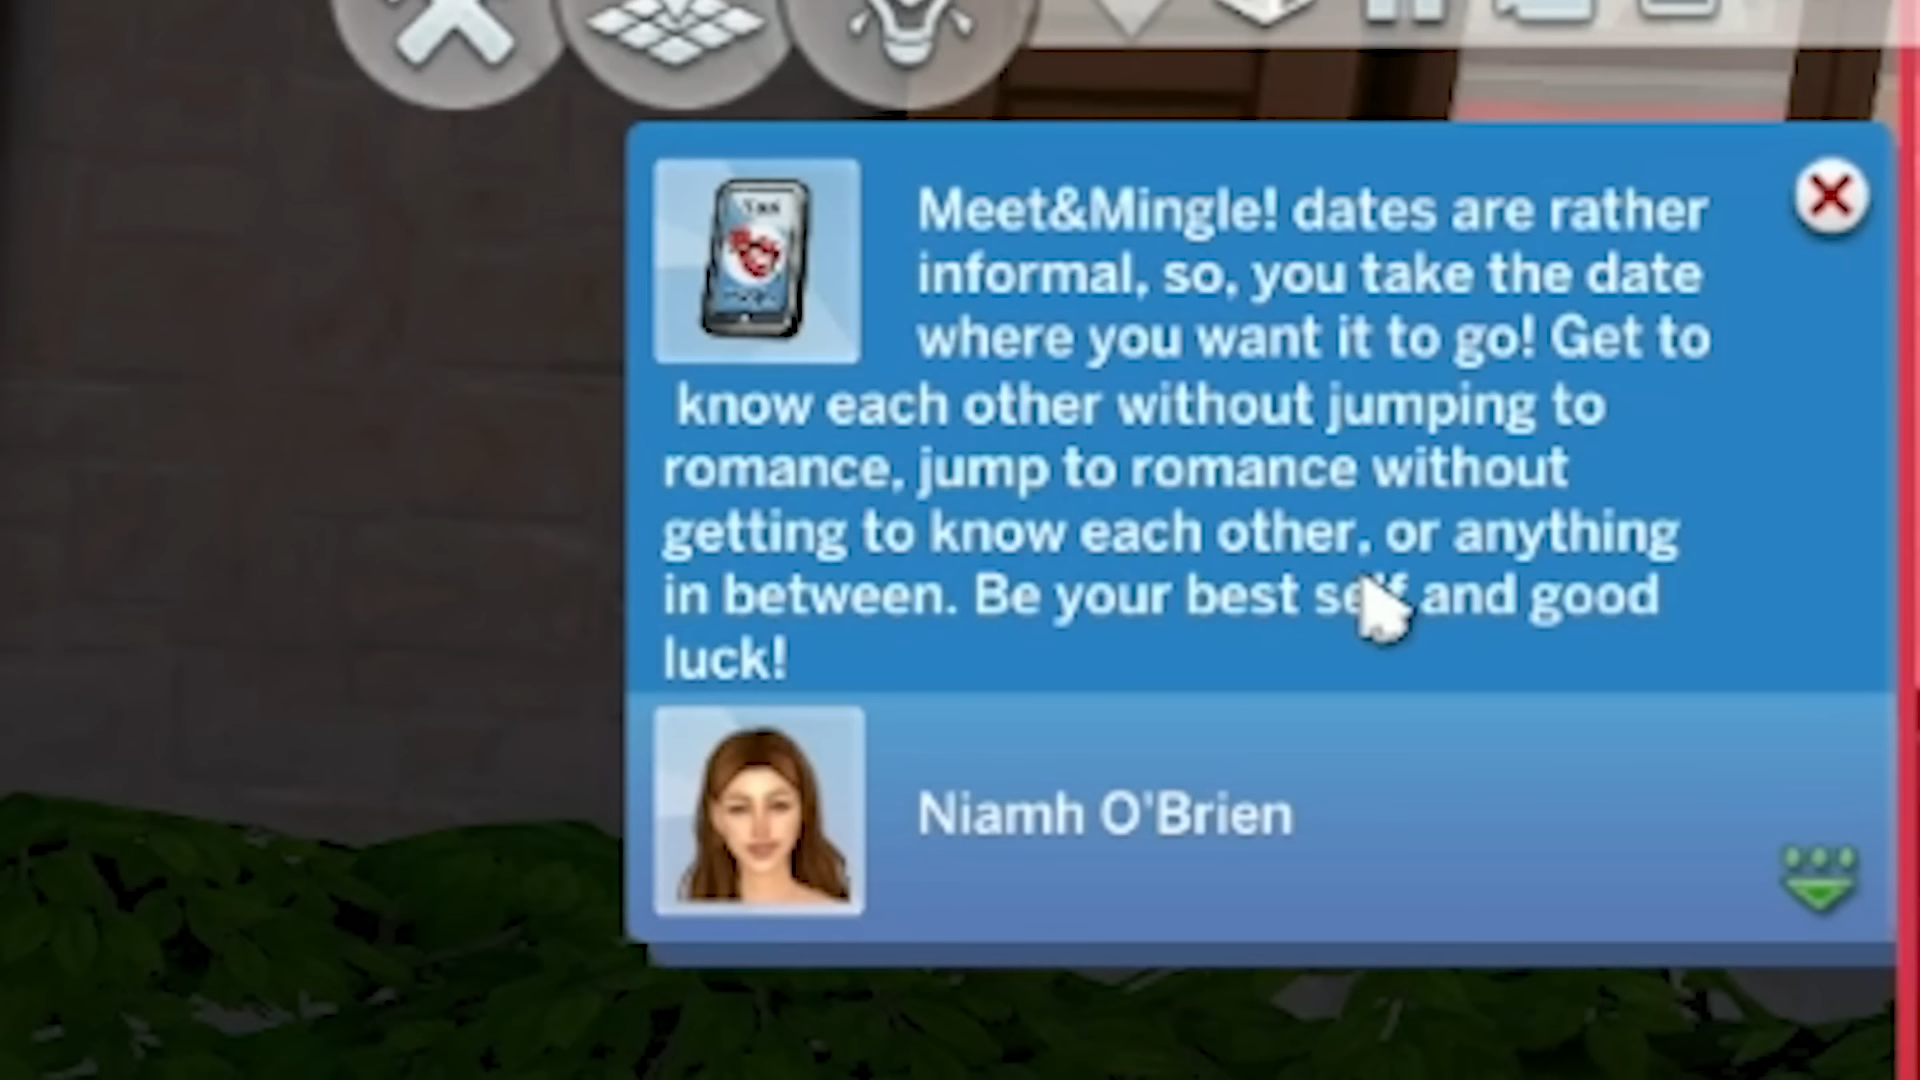 Meet&Mingle! dates are rather
informal, so, you take the date
where you want it to go! Get to
know each other without jumping to
romance, jump to romance without
getting to know each other, or anything
in between. Be your best self and good
luck!
Niamh O'Brien